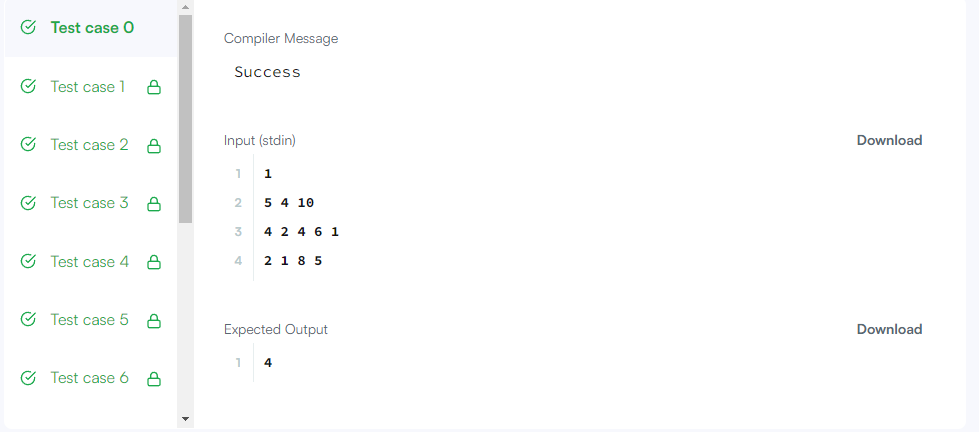 Test case 0
Test case 1
Test case 2
Test case 3
Test case 4
Test case 5
Test case 6
Compiler Message
Success
Input (stdin) Download
1 1
2 5 4 10
3 4 2 4 6 1
4 2 1 8 5
Expected Output Download
1 4